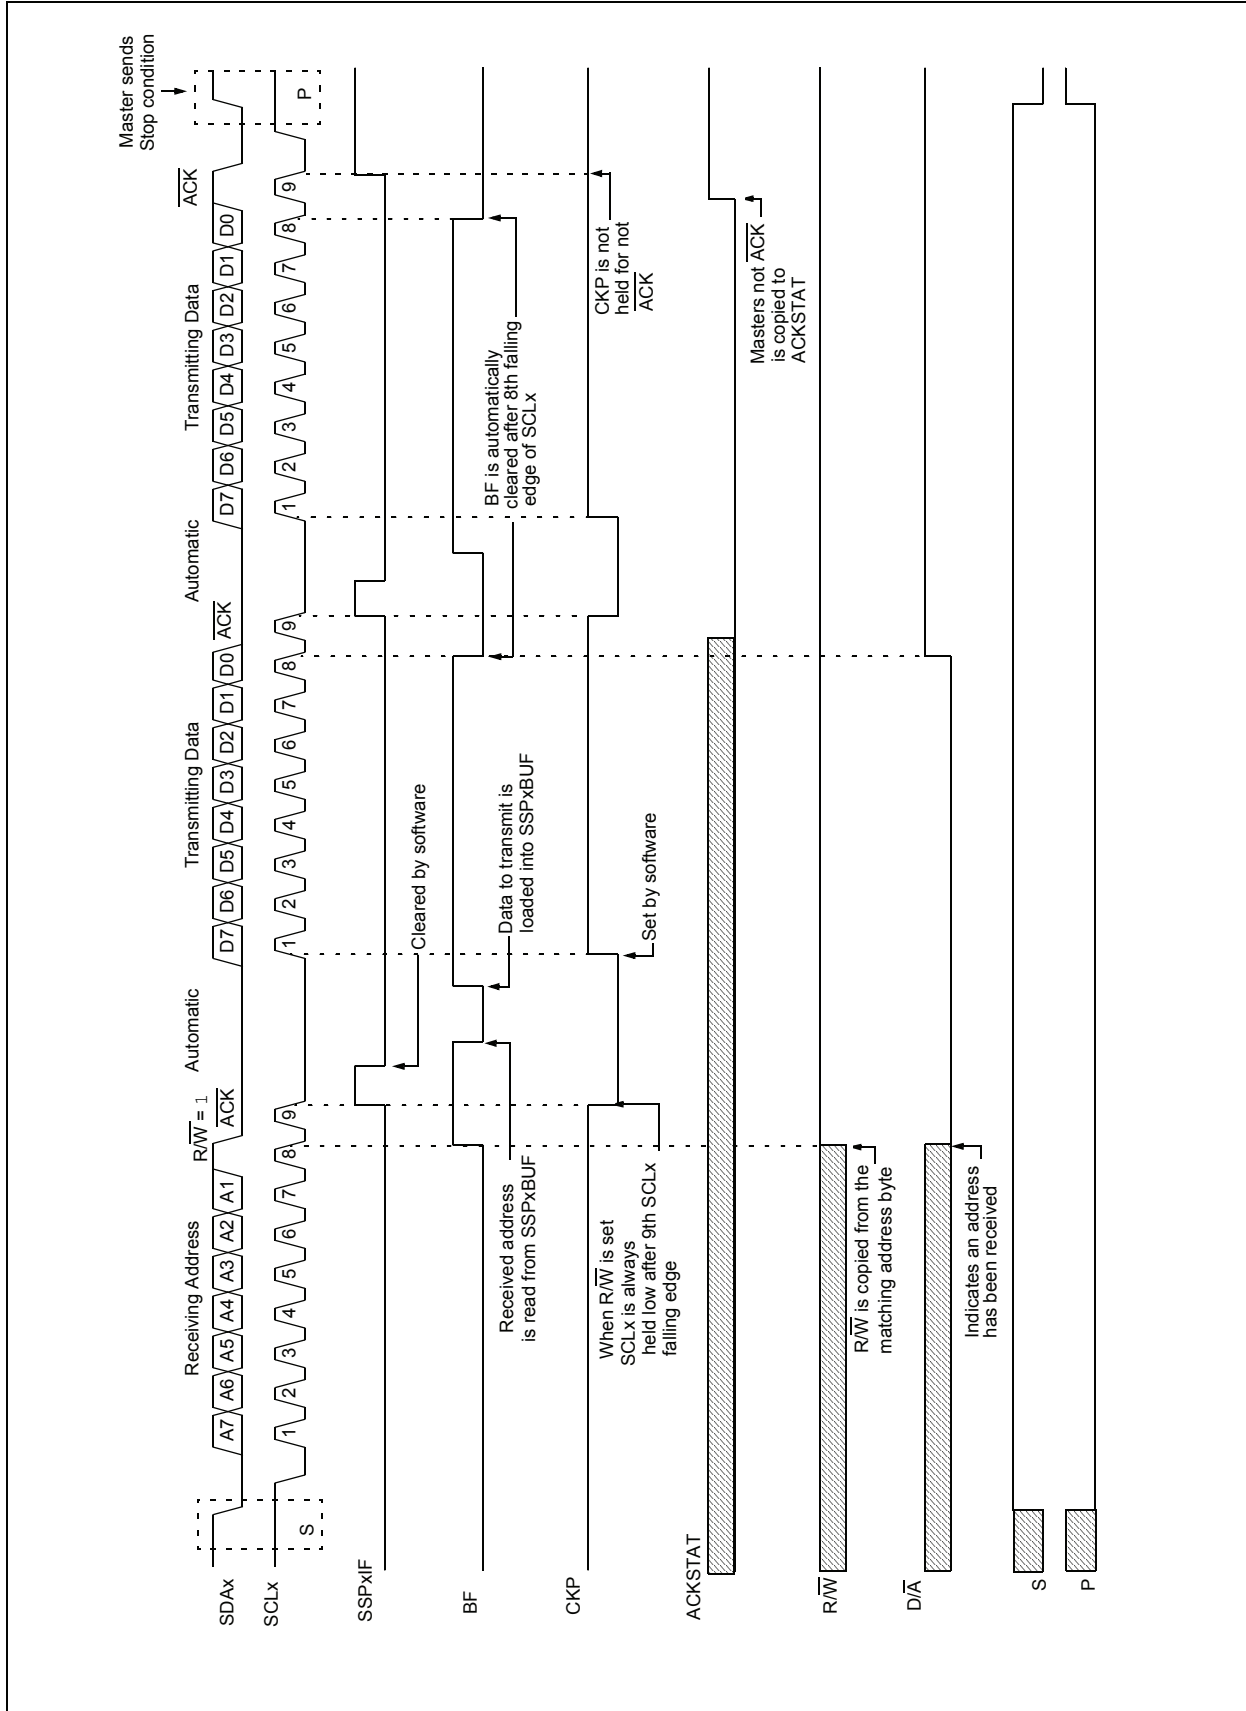 Master sends
Stop condition
Receiving Address
R/W̅ = 1
Automatic
Transmitting Data
Automatic
Transmitting Data
A̅C̅K̅
A̅C̅K̅
A̅C̅K̅
SDAx
A7 A6 A5 A4 A3 A2 A1
D7 D6 D5 D4 D3 D2 D1 D0
D7 D6 D5 D4 D3 D2 D1 D0
SCLx
S
1 2 3 4 5 6 7 8 9
1 2 3 4 5 6 7 8 9
1 2 3 4 5 6 7 8 9
P
SSPxIF
Cleared by software
BF
Received address
is read from SSPxBUF
Data to transmit is
loaded into SSPxBUF
BF is automatically
cleared after 8th falling
edge of SCLx
CKP
When R/W̅ is set
SCLx is always
held low after 9th SCLx
falling edge
Set by software
CKP is not
held for not
A̅C̅K̅
ACKSTAT
Masters not A̅C̅K̅
is copied to
ACKSTAT
R/W̅
R/W̅ is copied from the
matching address byte
D/A̅
Indicates an address
has been received
S
P